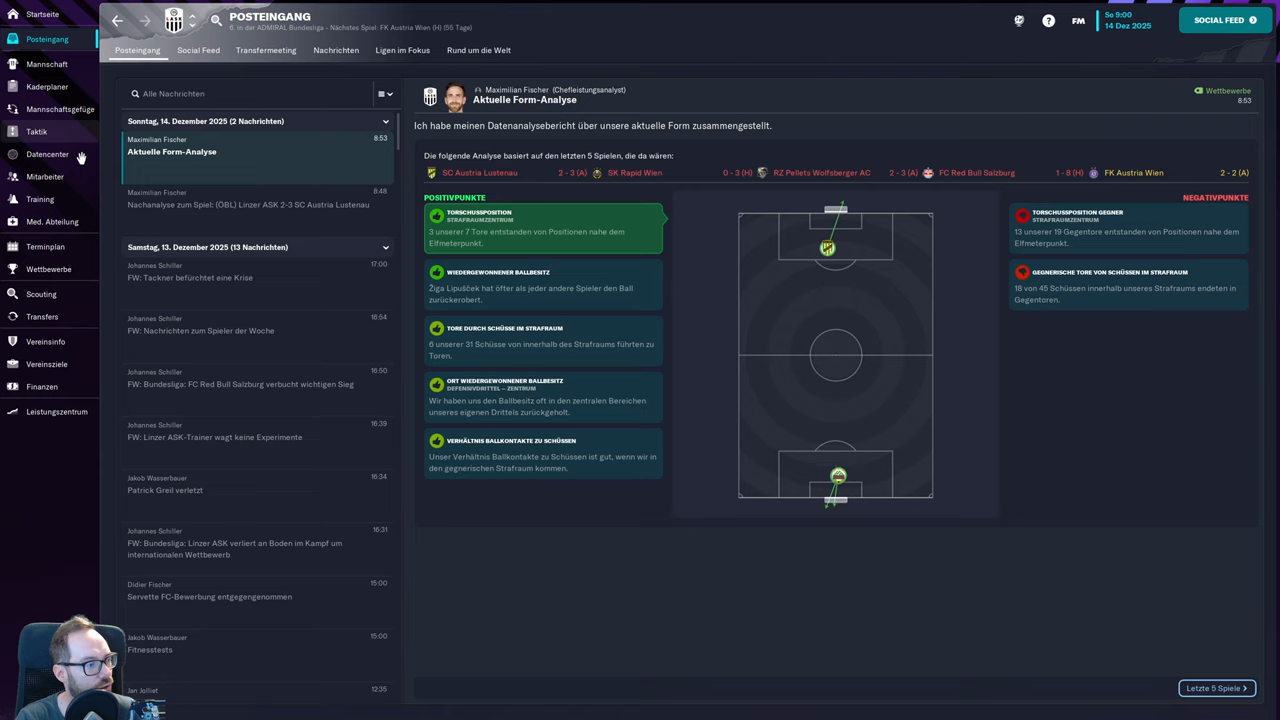 Startseite
Posteingang
Mannschaft
Kaderplaner
Mannschaftsgefüge
Taktik
Datencenter
Mitarbeiter
Training
Med. Abteilung
Terminplan
Wettbewerbe
Scouting
Transfers
Vereinsinfo
Vereinsziele
Finanzen
Leistungszentrum
POSTEINGANG
6. in der ADMIRAL Bundesliga - Nächstes Spiel: FK Austria Wien (H) (55 Tage)
FM
So 9:00
14 Dez 2025
SOCIAL FEED
Posteingang Social Feed Transfermeeting Nachrichten Ligen im Fokus Rund um die Welt
Alle Nachrichten
Sonntag, 14. Dezember 2025 (2 Nachrichten)
Maximilian Fischer 8:53
Aktuelle Form-Analyse
Maximilian Fischer 8:48
Nachanalyse zum Spiel: (ÖBL) Linzer ASK 2-3 SC Austria Lustenau
Samstag, 13. Dezember 2025 (13 Nachrichten)
Johannes Schiller 17:00
FW: Tackner befürchtet eine Krise
Johannes Schiller 16:54
FW: Nachrichten zum Spieler der Woche
Johannes Schiller 16:50
FW: Bundesliga: FC Red Bull Salzburg verbucht wichtigen Sieg
Johannes Schiller 16:39
FW: Linzer ASK-Trainer wagt keine Experimente
Jakob Wasserbauer 16:34
Patrick Greil verletzt
Johannes Schiller 16:31
FW: Bundesliga: Linzer ASK verliert an Boden im Kampf um
internationalen Wettbewerb
Didier Fischer 15:00
Servette FC-Bewerbung entgegengenommen
Jakob Wasserbauer 15:00
Fitnesstests
Jan Jolliet 12:35
Maximilian Fischer (Chefleistungsanalyst)
Aktuelle Form-Analyse
Wettbewerbe
8:53
Ich habe meinen Datenanalysebericht über unsere aktuelle Form zusammengestellt.
Die folgende Analyse basiert auf den letzten 5 Spielen, die da wären:
SC Austria Lustenau 2 - 3 (A) SK Rapid Wien 0 - 3 (H) RZ Pellets Wolfsberger AC 2 - 3 (A) FC Red Bull Salzburg 1 - 8 (H) FK Austria Wien 2 - 2 (A)
POSITIVPUNKTE
TORSCHUSSPOSITION
STRAFRAUMZENTRUM
3 unserer 7 Tore entstanden von Positionen nahe dem
Elfmeterpunkt.
WIEDERGEWONNENER BALLBESITZ
Žiga Lipušček hat öfter als jeder andere Spieler den Ball
zurückerobert.
TORE DURCH SCHÜSSE IM STRAFRAUM
6 unserer 31 Schüsse von innerhalb des Strafraums führten zu
Toren.
ORT WIEDERGEWONNENER BALLBESITZ
DEFENSIVDRITTEL – ZENTRUM
Wir haben uns den Ballbesitz oft in den zentralen Bereichen
unseres eigenen Drittels zurückgeholt.
VERHÄLTNIS BALLKONTAKTE ZU SCHÜSSEN
Unser Verhältnis Ballkontakte zu Schüssen ist gut, wenn wir in
den gegnerischen Strafraum kommen.
NEGATIVPUNKTE
TORSCHUSSPOSITION GEGNER
STRAFRAUMZENTRUM
13 unserer 19 Gegentore entstanden von Positionen nahe dem
Elfmeterpunkt.
GEGNERISCHE TORE VON SCHÜSSEN IM STRAFRAUM
18 von 45 Schüssen innerhalb unseres Strafraums endeten in
Gegentoren.
Letzte 5 Spiele